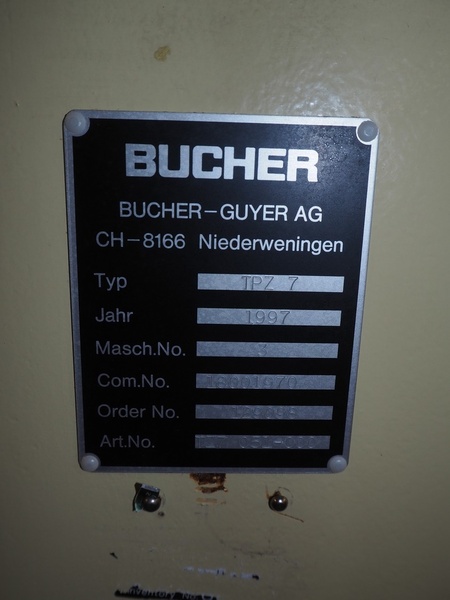 BUCHER
BUCHER-GUYER AG
CH-8166 Niederweningen
Typ TPZ 7
Jahr 1997
Masch.No. 3
Com.No.
Order No.
Art.No.